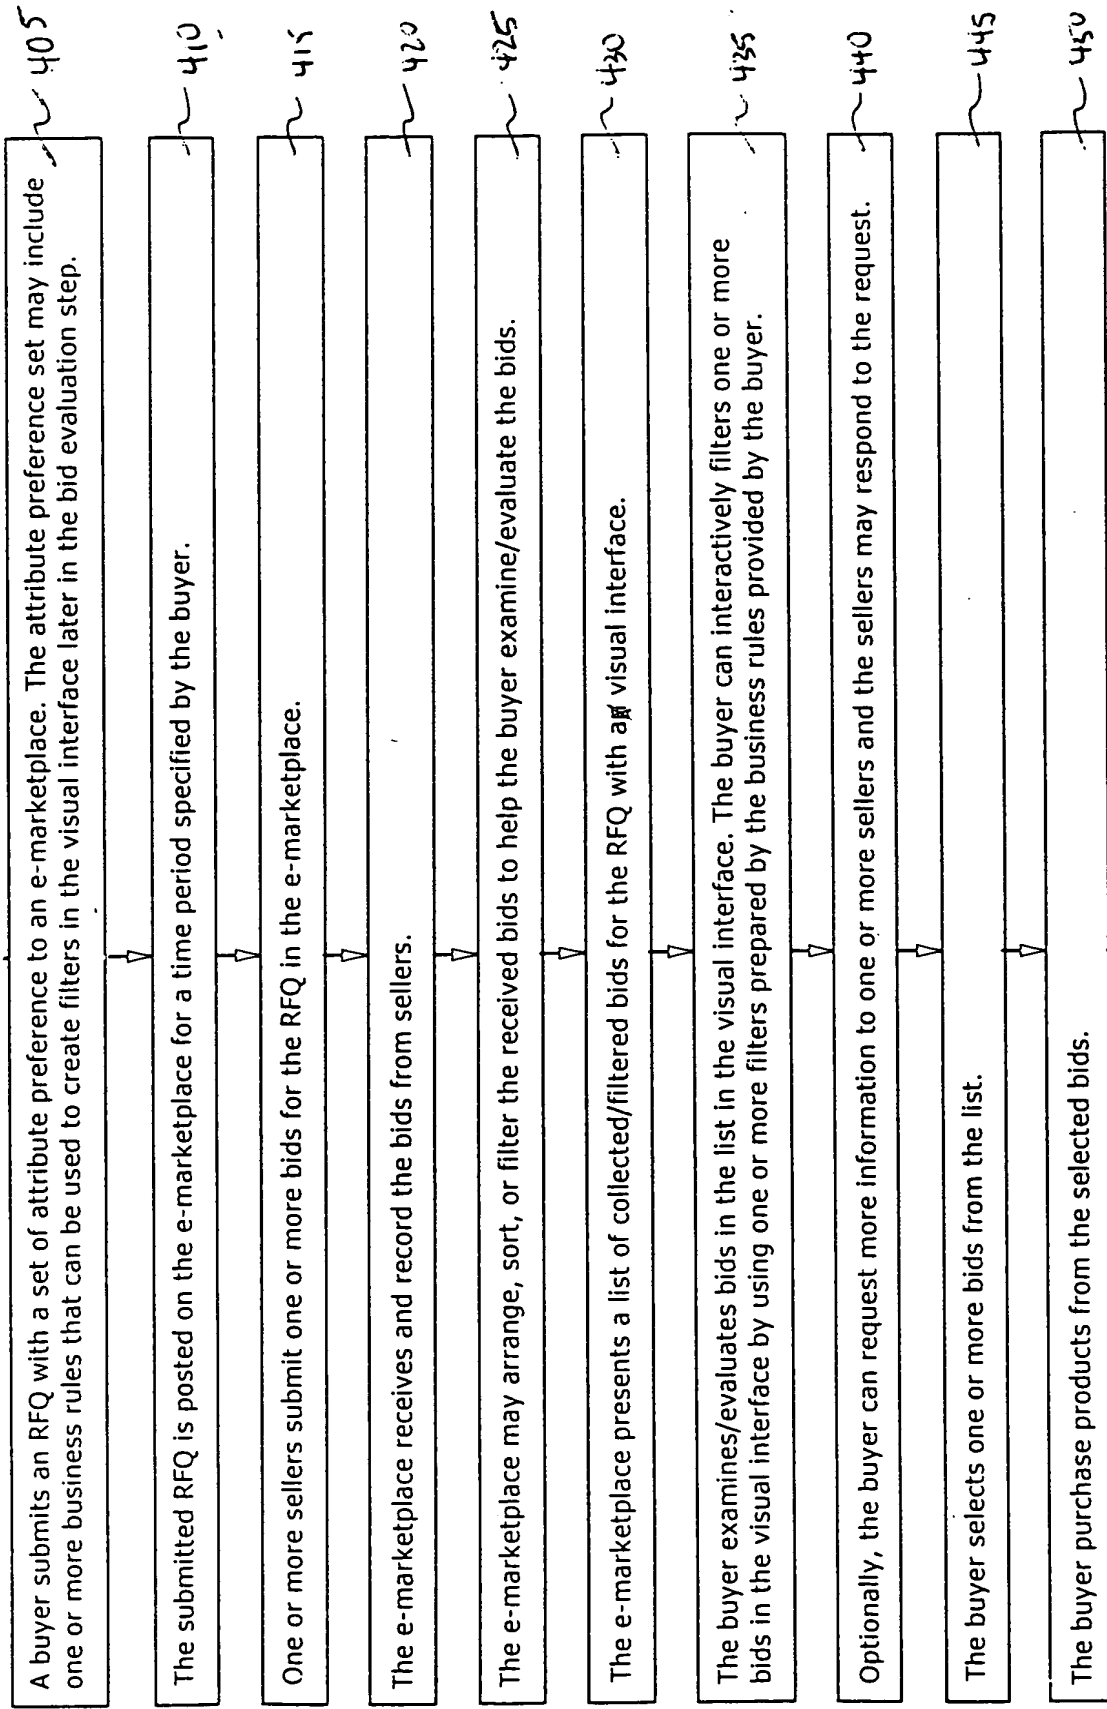 A buyer submits an RFQ with a set of attribute preference to an e-marketplace. The attribute preference set may include
one or more business rules that can be used to create filters in the visual interface later in the bid evaluation step.
405
The submitted RFQ is posted on the e-marketplace for a time period specified by the buyer.
410
One or more sellers submit one or more bids for the RFQ in the e-marketplace.
415
The e-marketplace receives and record the bids from sellers.
420
The e-marketplace may arrange, sort, or filter the received bids to help the buyer examine/evaluate the bids.
425
The e-marketplace presents a list of collected/filtered bids for the RFQ with a visual interface.
430
The buyer examines/evaluates bids in the list in the visual interface. The buyer can interactively filters one or more
bids in the visual interface by using one or more filters prepared by the business rules provided by the buyer.
435
Optionally, the buyer can request more information to one or more sellers and the sellers may respond to the request.
440
The buyer selects one or more bids from the list.
445
The buyer purchase products from the selected bids.
450